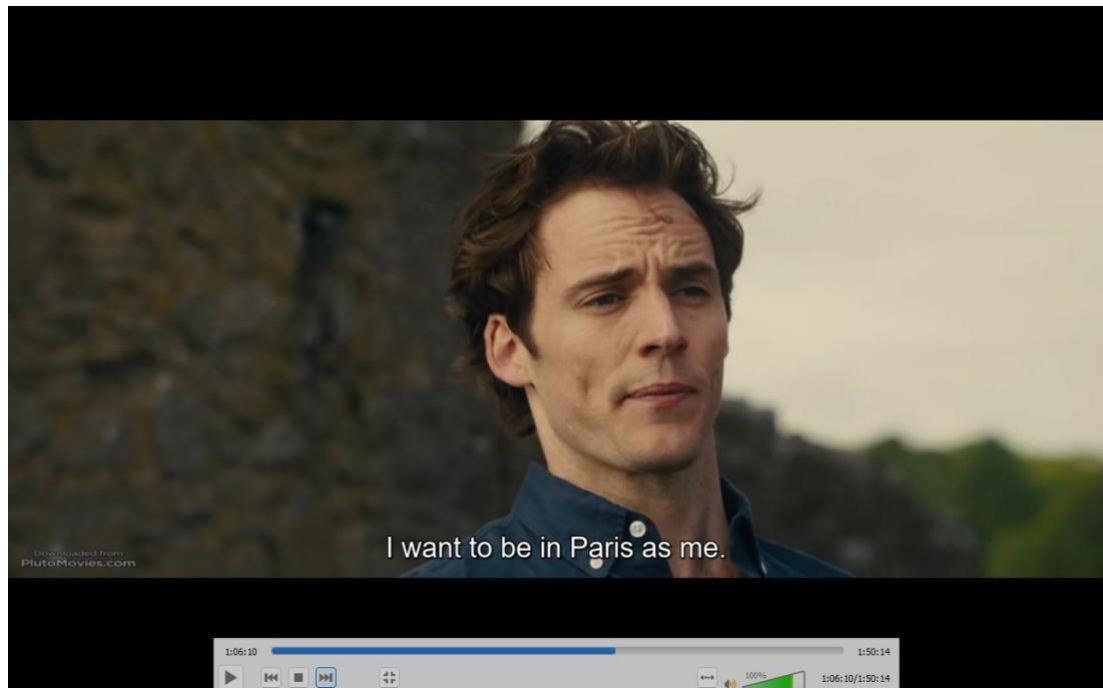 Downloaded from
PlutoMovies.com
I want to be in Paris as me.
1:06:10
1:50:14
100%
1:06:10/1:50:14